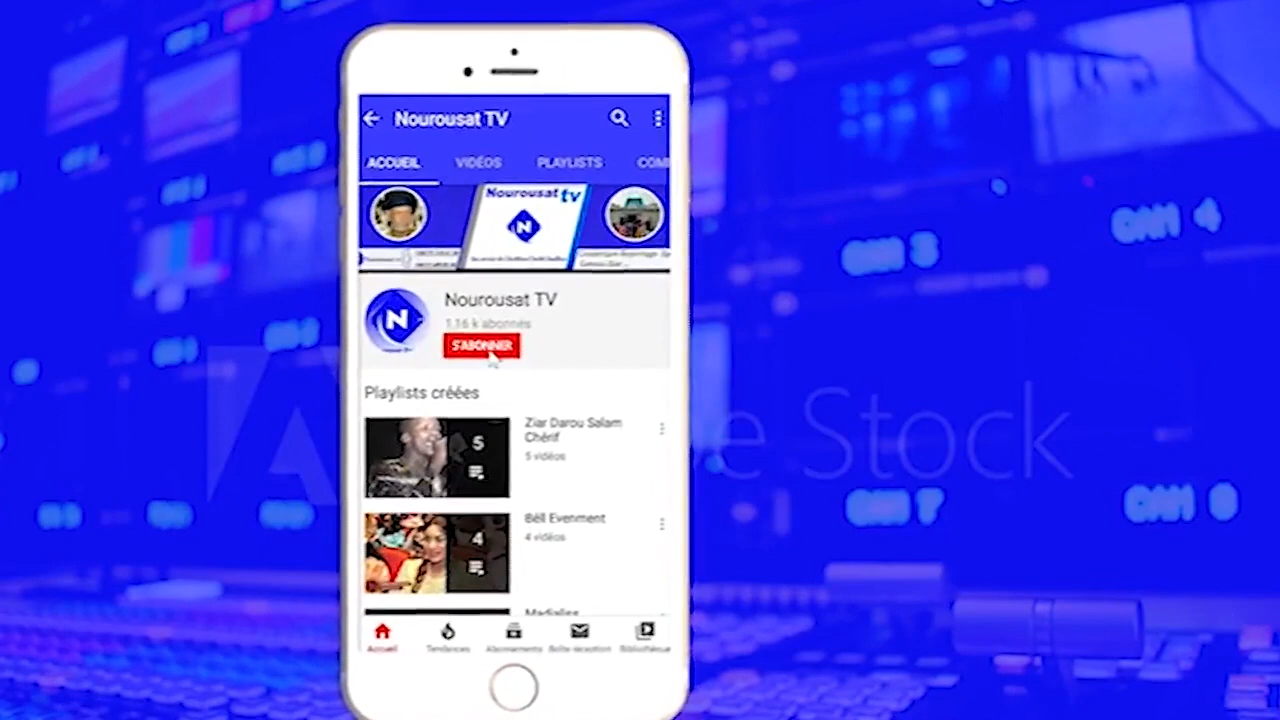 Nourousat TV
ACCUEIL VIDÉOS PLAYLISTS COM
Nourousat tv
N
N
Nourousat TV
1,16 k abonnés
S'ABONNER
Playlists créées
Ziar Darou Salam
Chérif
5 vidéos
5
Bèll Evenment
4 vidéos
4
Accueil Tendances Abonnements Boîte réception Bibliothèque
CAM 3
CAM 4
CAM 7
CAM 8
Stock